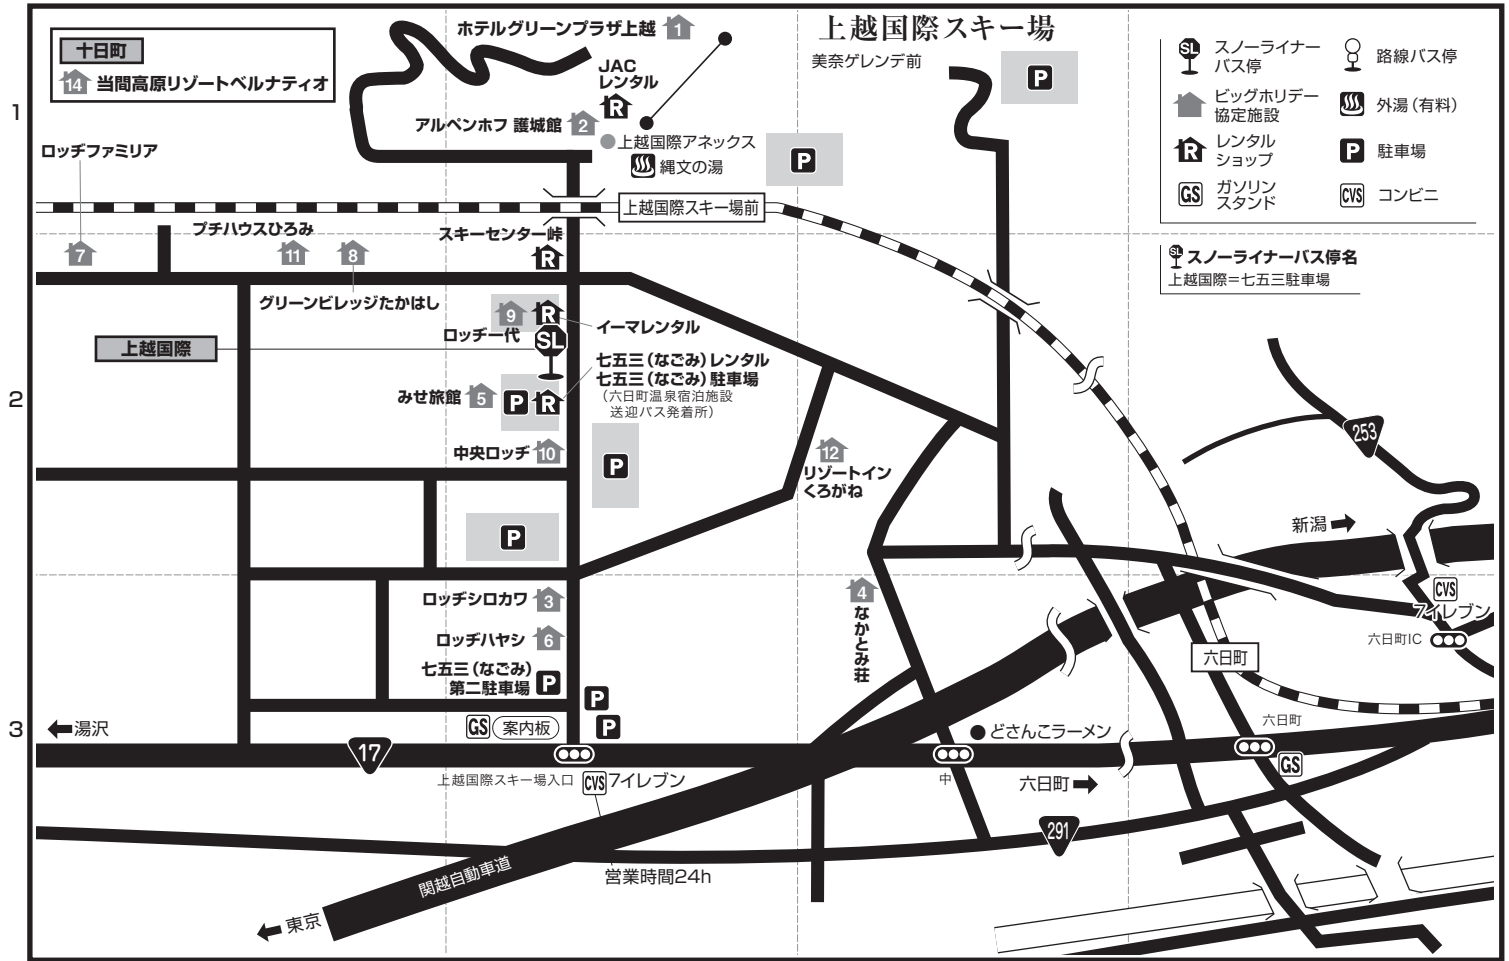 十日町
14 当間高原リゾートベルナティオ
ホテルグリーンプラザ上越 1
上越国際スキー場
美奈ゲレンデ前
P
JAC
レンタル
R
アルペンホフ 護城館 2
上越国際アネックス
縄文の湯
P
SL スノーライナー
バス停
路線バス停
ビッグホリデー
協定施設
外湯(有料)
R レンタル
ショップ
P 駐車場
GS ガソリン
スタンド
CVS コンビニ
SL スノーライナーバス停名
上越国際=七五三駐車場
1
ロッヂファミリア
7
上越国際スキー場前
プチハウスひろみ
11
8
スキーセンター峠
R
グリーンビレッジたかはし
9
R
イーマレンタル
ロッヂ一代
SL
上越国際
七五三(なごみ)レンタル
七五三(なごみ)駐車場
(六日町温泉宿泊施設
送迎バス発着所)
2
みせ旅館 5
P
R
中央ロッヂ 10
P
12
リゾートイン
くろがね
253
P
新潟
ロッヂシロカワ 3
ロッヂハヤシ 6
七五三(なごみ)
第二駐車場 P
P
P
4
なかとみ荘
CVS
7イレブン
六日町IC
六日町
3
湯沢
GS 案内板
17
どさんこラーメン
六日町
GS
上越国際スキー場入口
CVS 7イレブン
中
六日町
291
関越自動車道
営業時間24h
東京